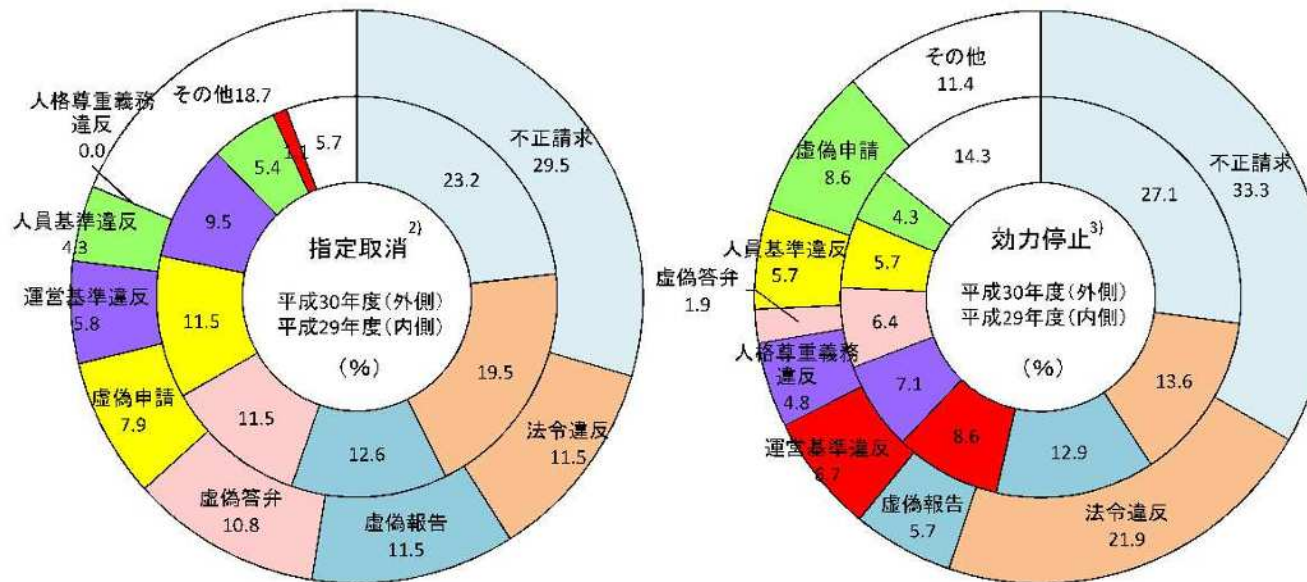 その他18.7
人格尊重義務
違反
0.0
不正請求
29.5
5.7
1.1
5.4
23.2
9.5
人員基準違反
4.3
指定取消2)
平成30年度(外側)
平成29年度(内側)
(%)
運営基準違反
5.8
11.5
19.5
虚偽申請
7.9
11.5
12.6
法令違反
11.5
虚偽答弁
10.8
虚偽報告
11.5
その他
11.4
不正請求
33.3
虚偽申請
8.6
14.3
27.1
4.3
人員基準違反
5.7
5.7
効力停止3)
平成30年度(外側)
平成29年度(内側)
(%)
虚偽答弁
1.9
6.4
人格尊重義務
違反
4.8
7.1
13.6
8.6
12.9
運営基準違反
6.7
虚偽報告
5.7
法令違反
21.9